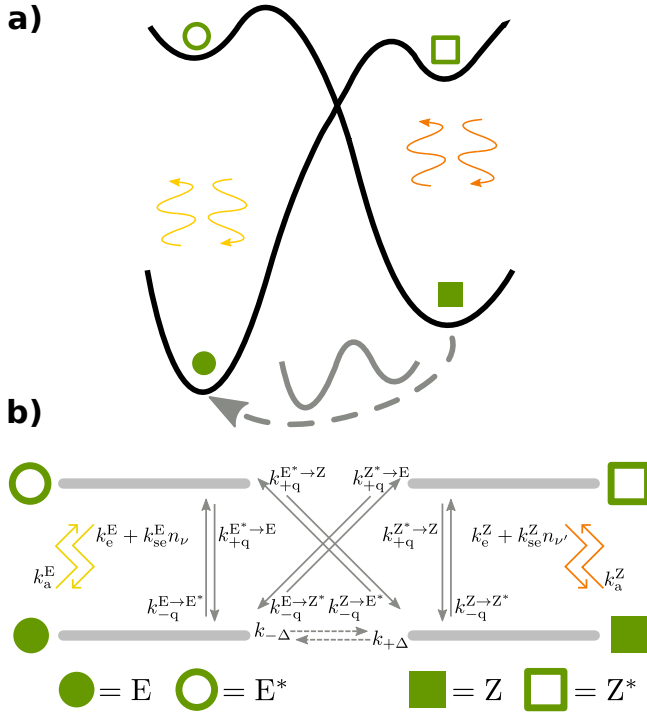 a)
b)
k_{+q}^{E*→Z} k_{+q}^{Z*→E}
k_e^E + k_{se}^E n_ν k_{+q}^{E*→E} k_{+q}^{Z*→Z} k_e^Z + k_{se}^Z n_{ν'}
k_a^E k_a^Z
k_{-q}^{E→E*} k_{-q}^{E→Z*} k_{-q}^{Z→E*} k_{-q}^{Z→Z*}
k_{-Δ} k_{+Δ}
= E = E* = Z = Z*